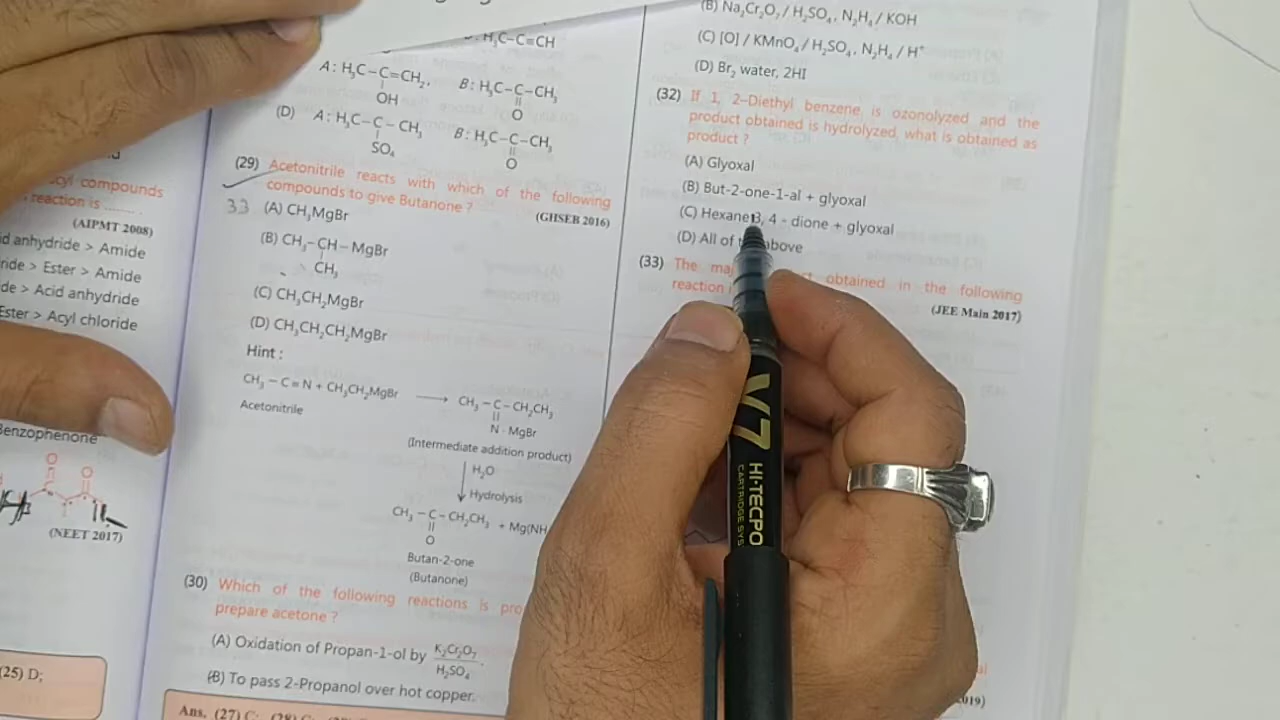 H₃C–C≡CH
A : H₃C–C=CH₂,
OH
B : H₃C–C–CH₃
O
(D) A : H₃C–C–CH₃
SO₄
B : H₃C–C–CH₃
O
(29) Acetonitrile reacts with which of the following
compounds to give Butanone ?
(GHSEB 2016)
33
(A) CH₃MgBr
(B) CH₃–CH–MgBr
CH₃
(C) CH₃CH₂MgBr
(D) CH₃CH₂CH₂MgBr
Hint :
CH₃ – C ≡ N + CH₃CH₂MgBr ⟶ CH₃ – C – CH₂CH₃
Acetonitrile
N · MgBr
(Intermediate addition product)
H₂O
Hydrolysis
CH₃ – C – CH₂CH₃ + Mg(NH
O
Butan-2-one
(Butanone)
(30) Which of the following reactions is
prepare acetone ?
(A) Oxidation of Propan-1-ol by K₂Cr₂O₇
H₂SO₄
(B) To pass 2-Propanol over hot copper.
Ans. (27) C;
(B) Na₂Cr₂O₇ / H₂SO₄, N₂H₄ / KOH
(C) [O] / KMnO₄ / H₂SO₄, N₂H₄ / H⁺
(D) Br₂ water, 2HI
(32) If 1, 2–Diethyl benzene is ozonolyzed and the
product obtained is hydrolyzed, what is obtained as
product ?
(A) Glyoxal
(B) But-2-one-1-al + glyoxal
(C) Hexane 3, 4 - dione + glyoxal
(D) All of above
(33) The obtained in the following
reaction
(JEE Main 2017)
acyl compounds
reaction is ........
(AIPMT 2008)
anhydride > Amide
> Ester > Amide
> Acid anhydride
Ester > Acyl chloride
Benzophenone
O O
(NEET 2017)
(25) D;
V7
HI-TECPO
CARTRIDGE SYS